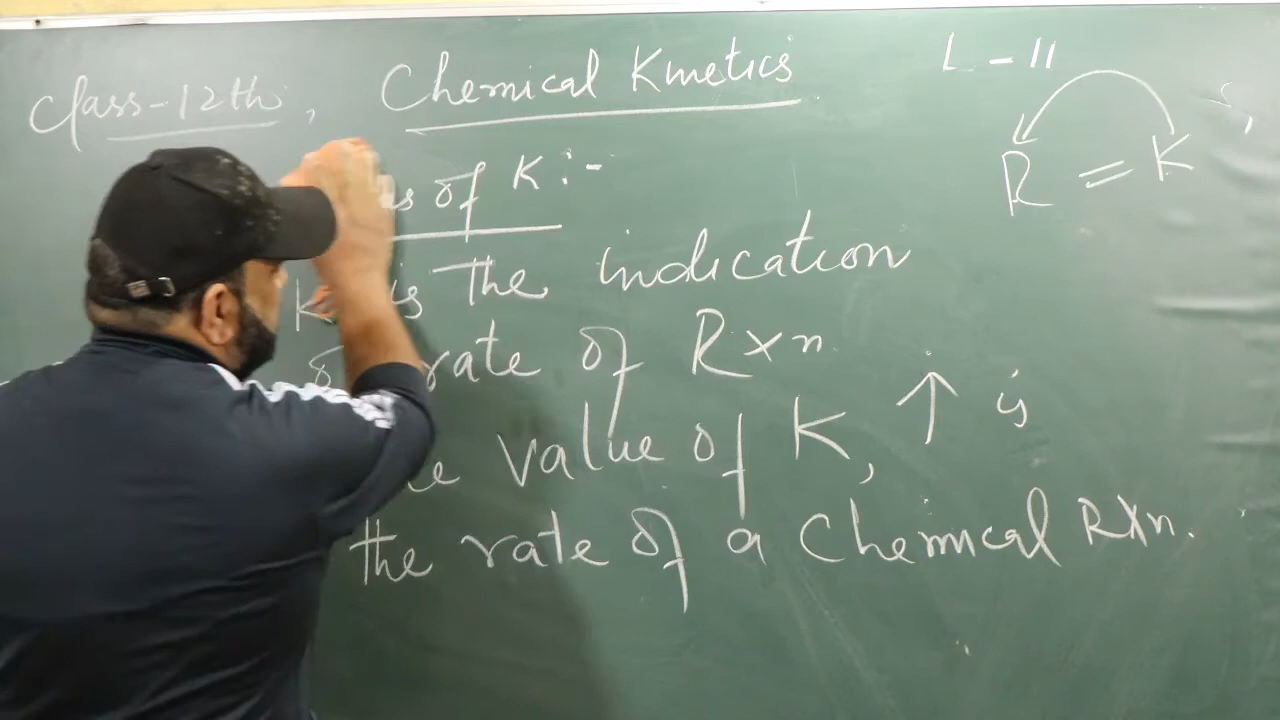 Class-12th, Chemical Kinetics L-11
R = K
of K :-
K is the indication
rate of Rxn
value of K, ↑ is
the rate of a Chemical Rxn.